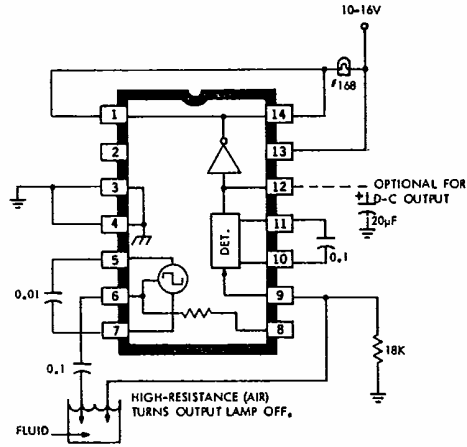 10-16V
#168
1
14
2
13
3
12
OPTIONAL FOR
D-C OUTPUT
+
20µF
4
11
DET.
0.1
5
10
0.01
6
9
7
8
0.1
18K
HIGH-RESISTANCE (AIR)
TURNS OUTPUT LAMP OFF.
FLUID